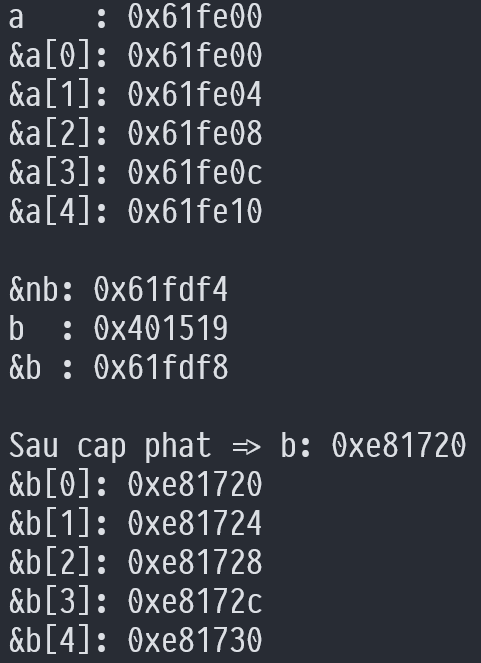 a    : 0x61fe00
&a[0]: 0x61fe00
&a[1]: 0x61fe04
&a[2]: 0x61fe08
&a[3]: 0x61fe0c
&a[4]: 0x61fe10
&nb: 0x61fdf4
b  : 0x401519
&b : 0x61fdf8
Sau cap phat => b: 0xe81720
&b[0]: 0xe81720
&b[1]: 0xe81724
&b[2]: 0xe81728
&b[3]: 0xe8172c
&b[4]: 0xe81730